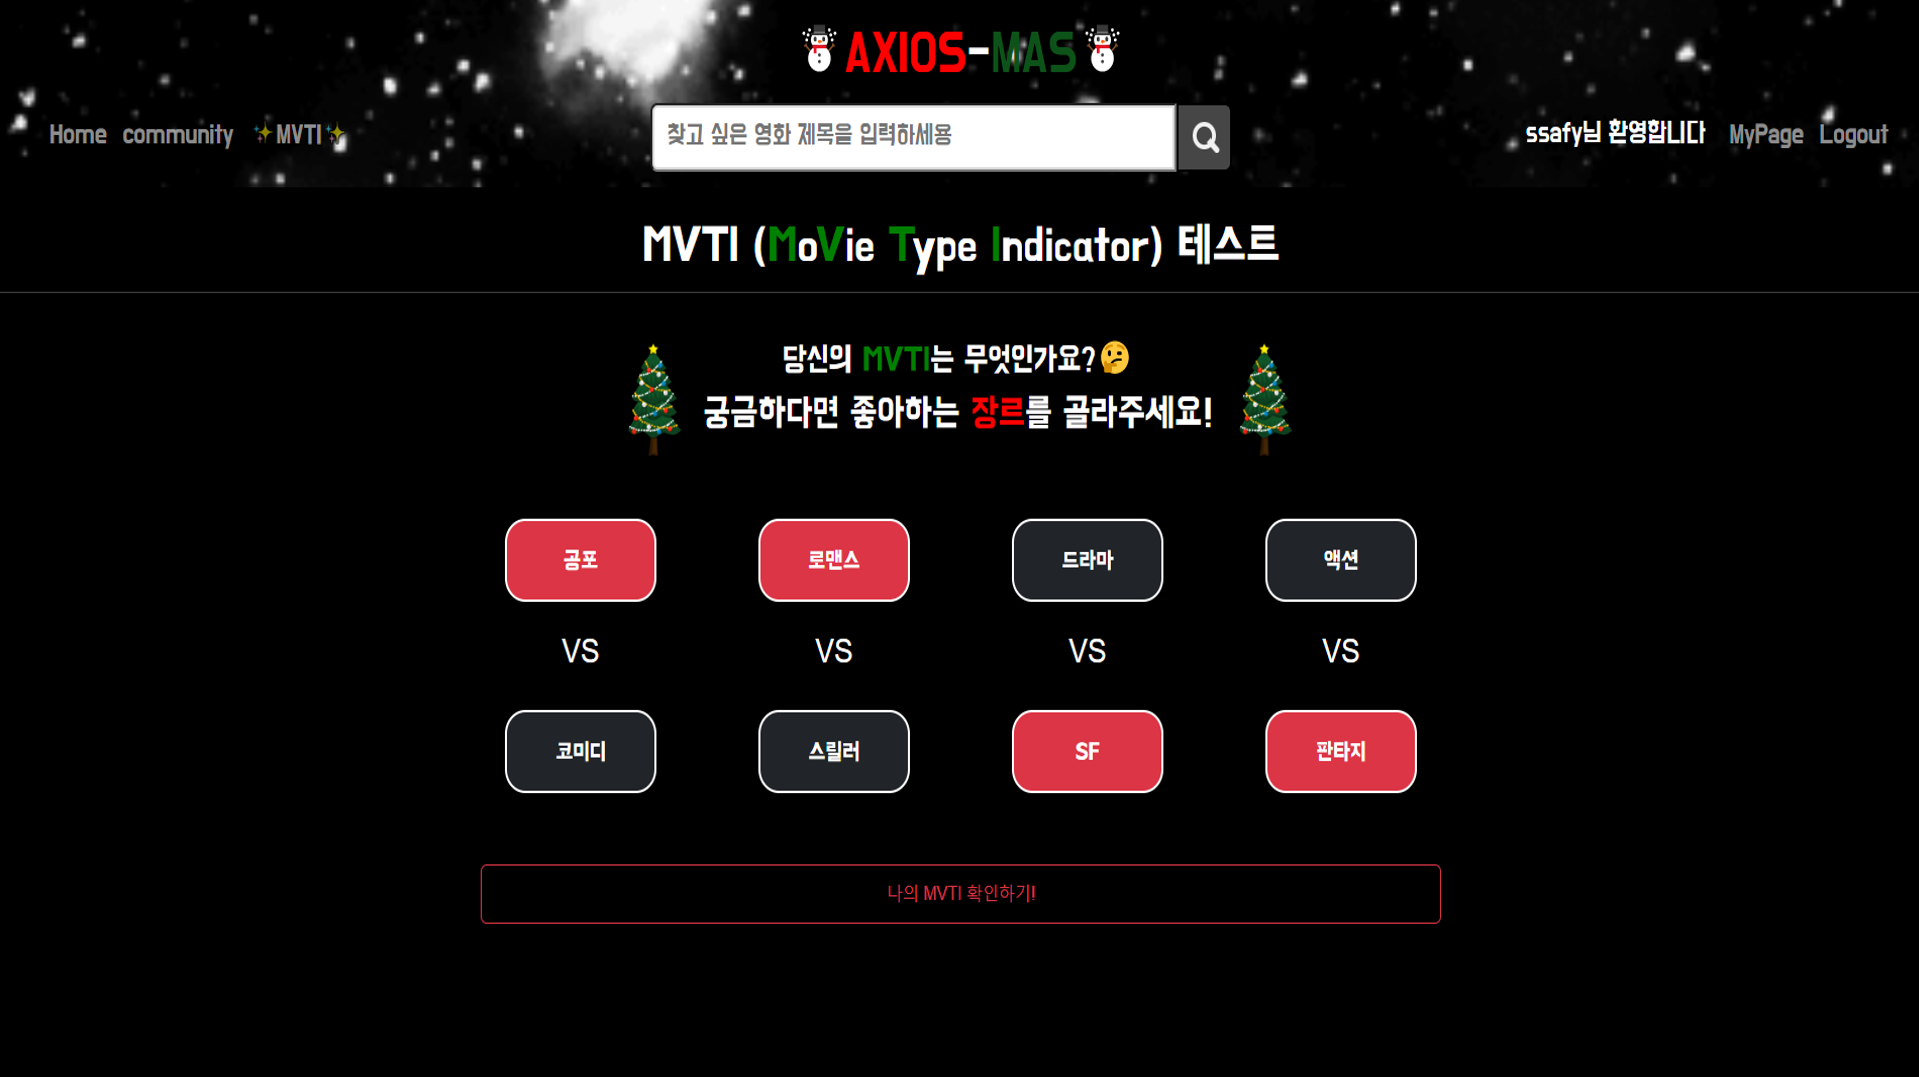 AXIOS-MAS
Home community ✨MVTI✨
찾고 싶은 영화 제목을 입력하세용
ssafy님 환영합니다 MyPage Logout
MVTI (MoVie Type Indicator) 테스트
당신의 MVTI는 무엇인가요?🤔
궁금하다면 좋아하는 장르를 골라주세요!
공포 로맨스 드라마 액션
VS VS VS VS
코미디 스릴러 SF 판타지
나의 MVTI 확인하기!